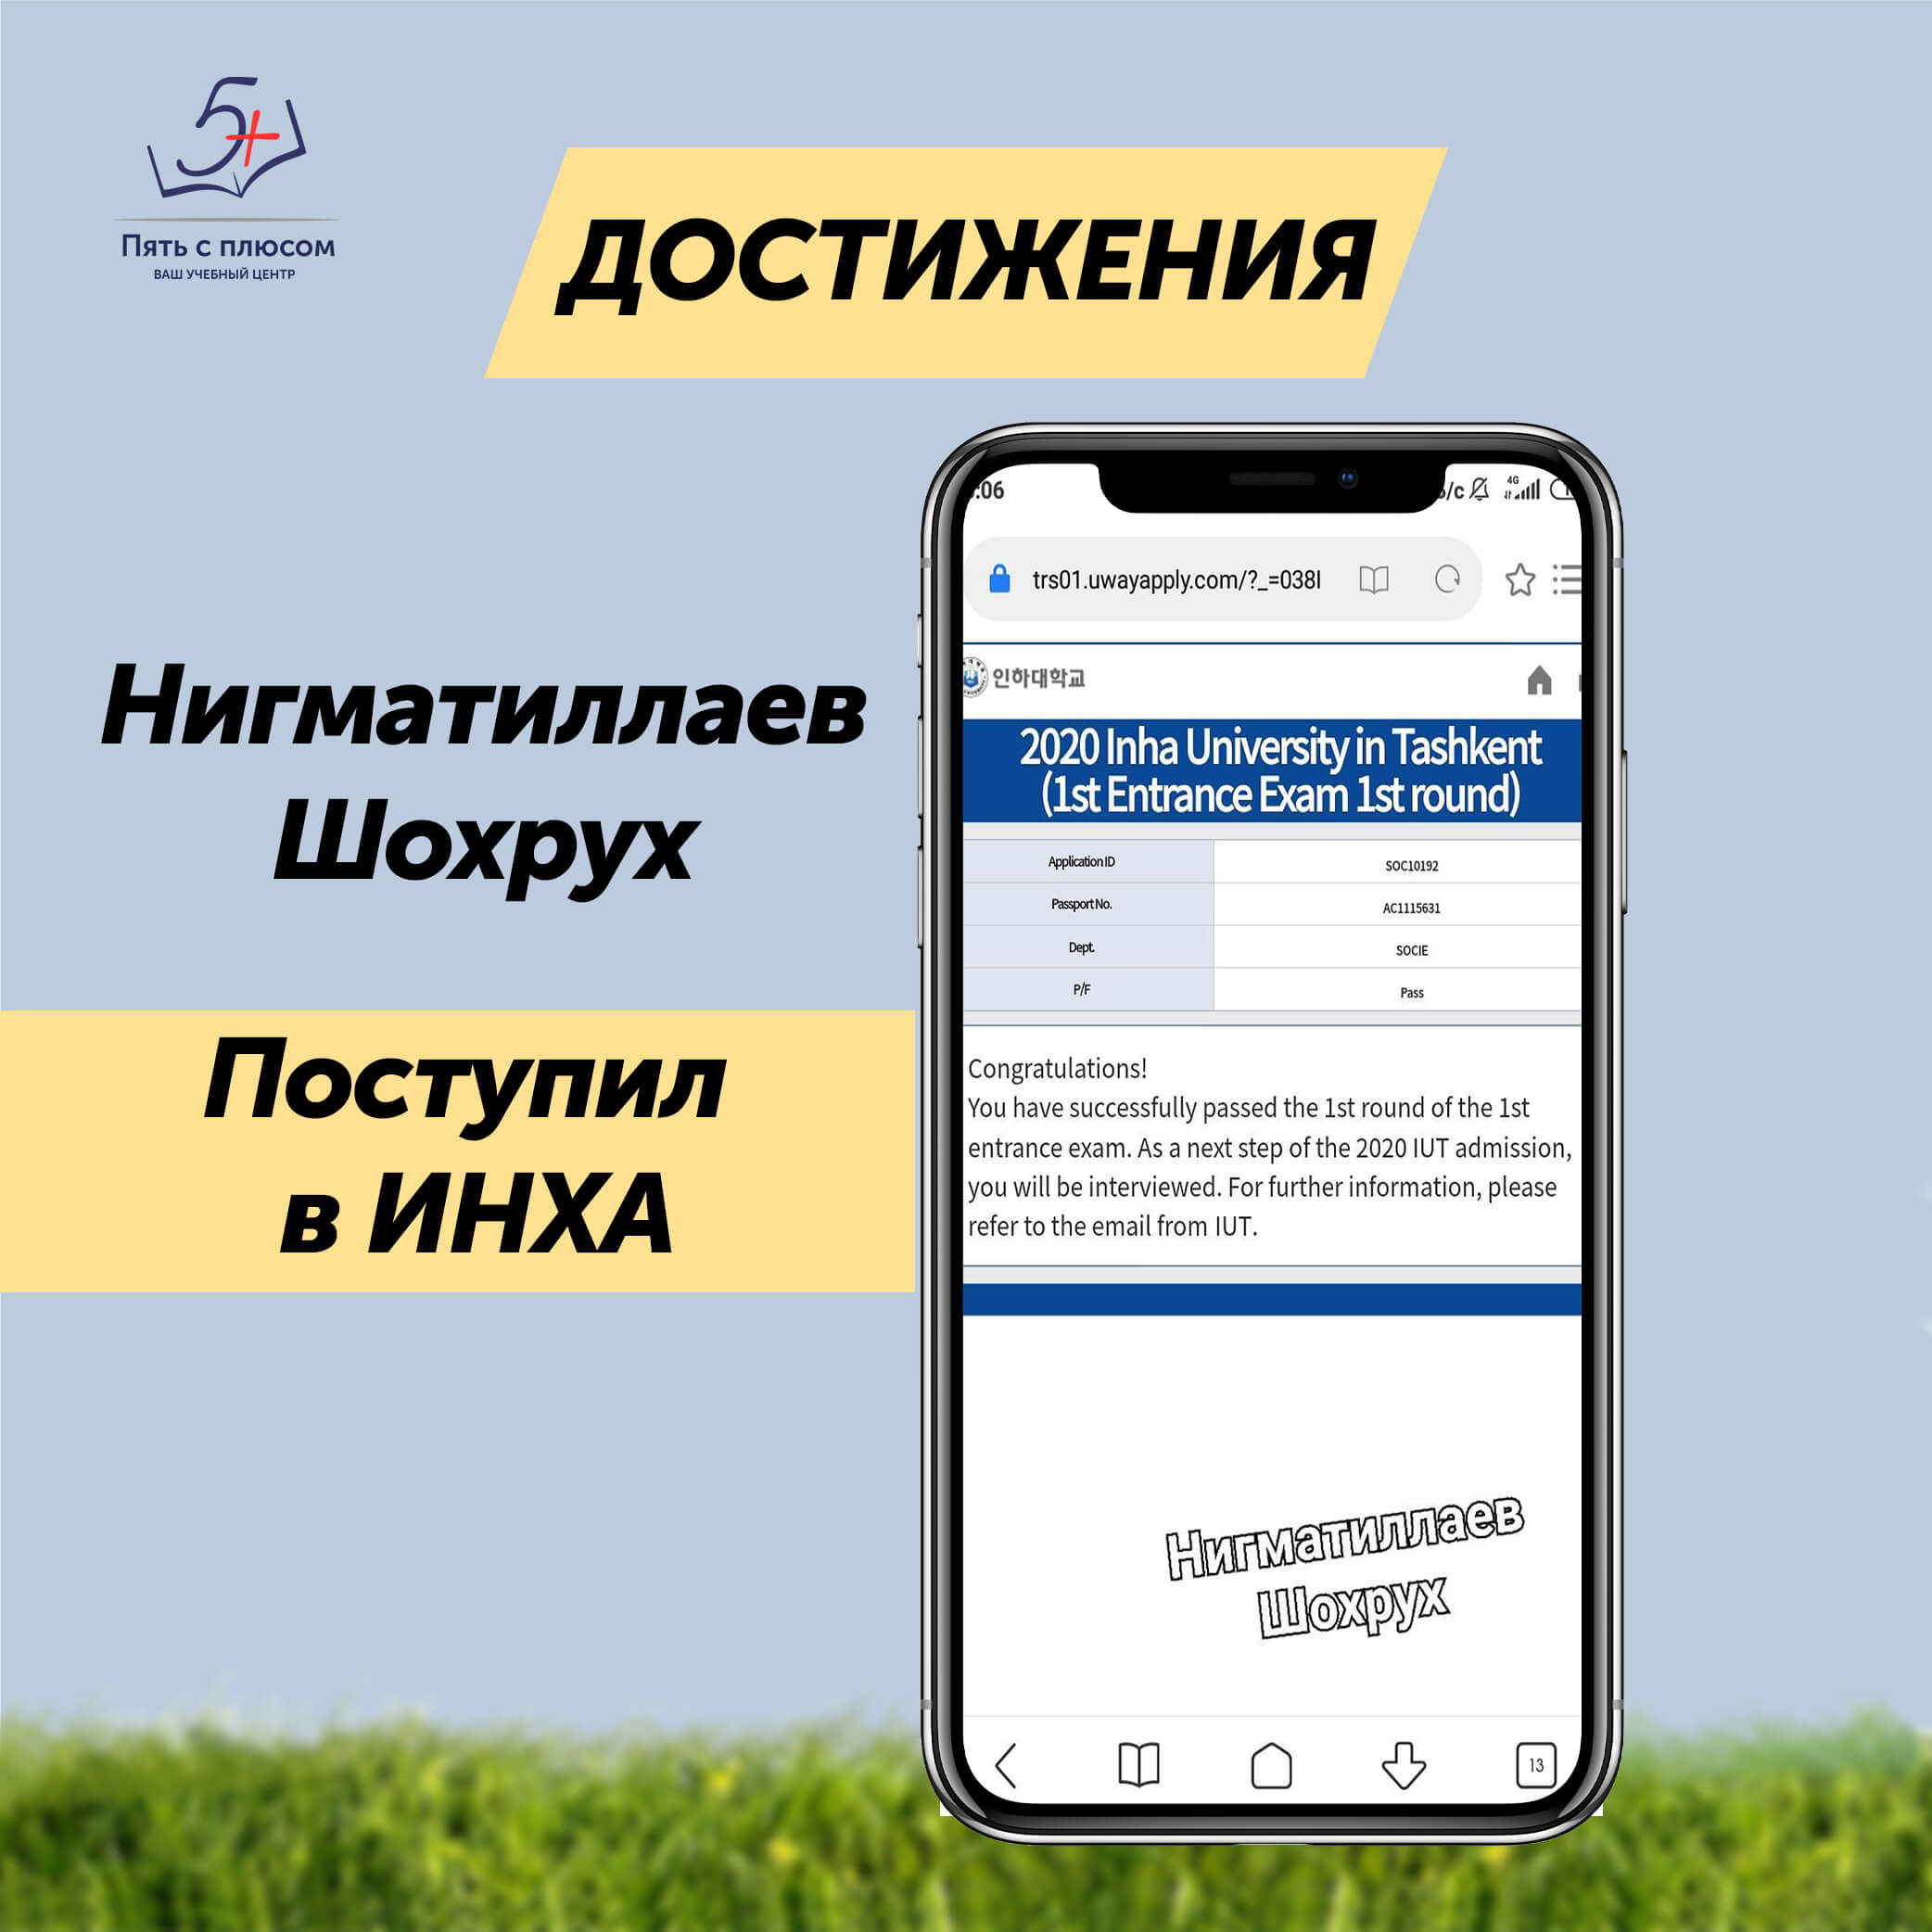 5+
Пять с плюсом
ВАШ УЧЕБНЫЙ ЦЕНТР
ДОСТИЖЕНИЯ
Нигматиллаев
Шохрух
Поступил
в ИНХА
:06
/с 4G
trs01.uwayapply.com/?_=038I
인하대학교
2020 Inha University in Tashkent
(1st Entrance Exam 1st round)
Application ID SOC10192
Passport No. AC1115631
Dept. SOCIE
P/F Pass
Congratulations!
You have successfully passed the 1st round of the 1st
entrance exam. As a next step of the 2020 IUT admission,
you will be interviewed. For further information, please
refer to the email from IUT.
Нигматиллаев
Шохрух
13